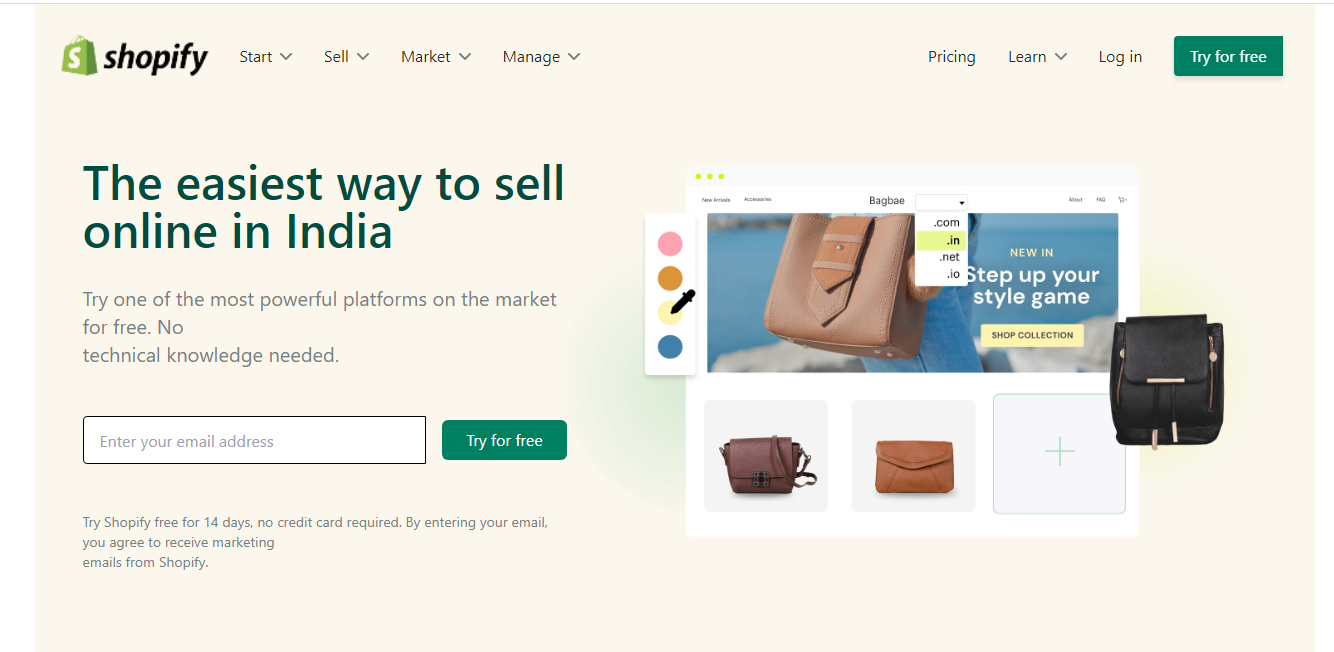 shopify
Start
Sell
Market
Manage
Pricing
Learn
Log in
Try for free
The easiest way to sell
online in India
Try one of the most powerful platforms on the market
for free. No
technical knowledge needed.
Enter your email address
Try for free
Try Shopify free for 14 days, no credit card required. By entering your email,
you agree to receive marketing
emails from Shopify.
New Arrivals
Accessories
Bagbae
About
FAQ
.com
.in
.net
.io
NEW IN
Step up your
style game
SHOP COLLECTION